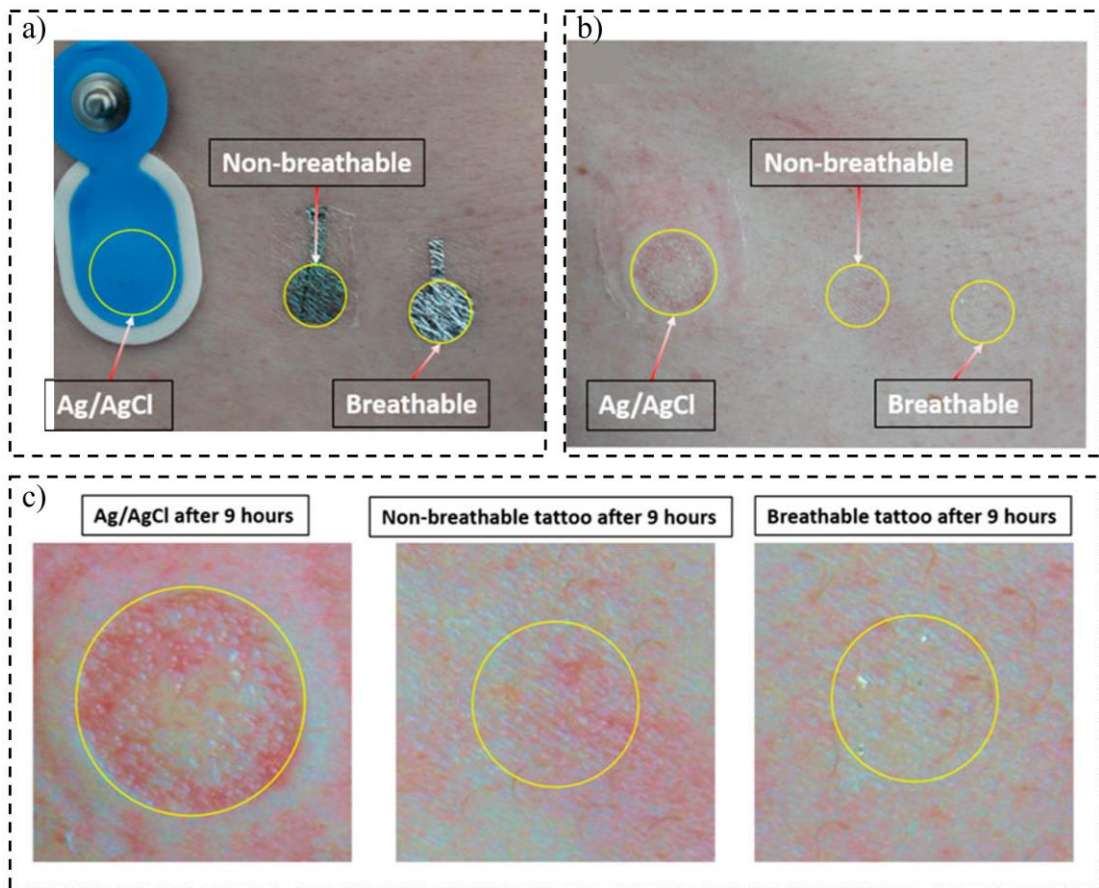 a)
Non-breathable
Ag/AgCl
Breathable
b)
Non-breathable
Ag/AgCl
Breathable
c)
Ag/AgCl after 9 hours
Non-breathable tattoo after 9 hours
Breathable tattoo after 9 hours